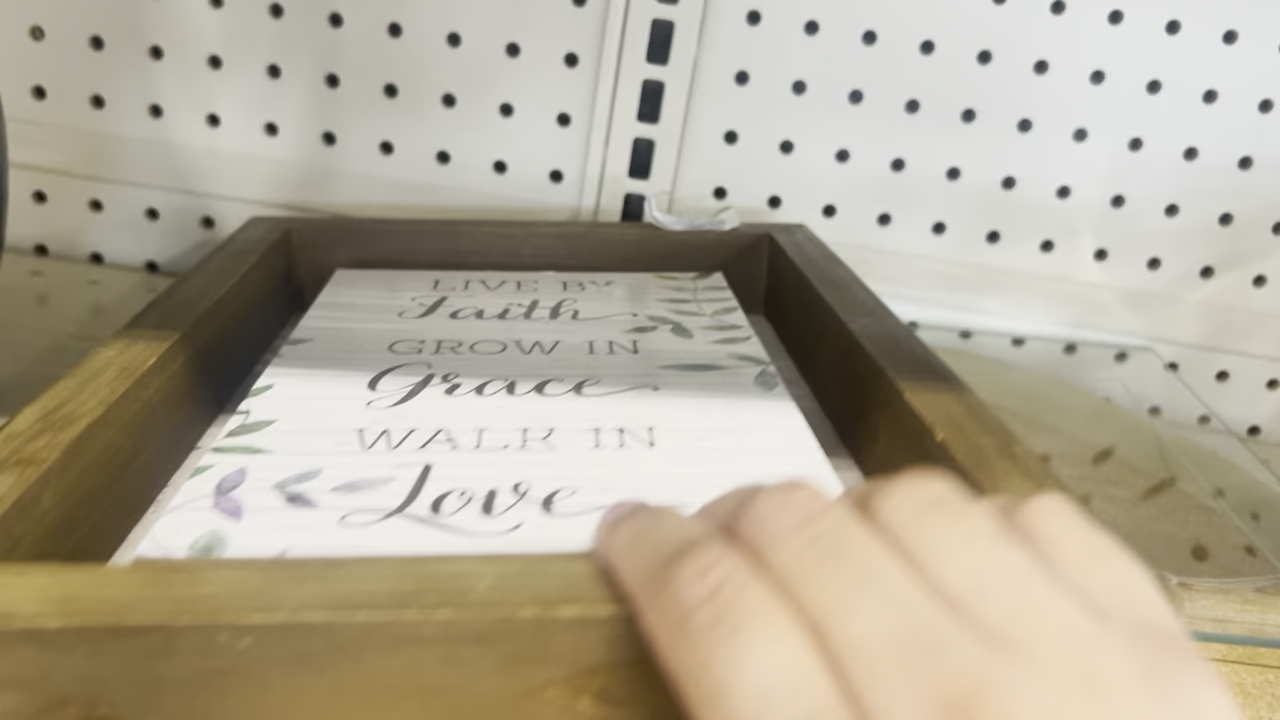 LIVE BY
Faith
GROW IN
Grace
WALK IN
Love